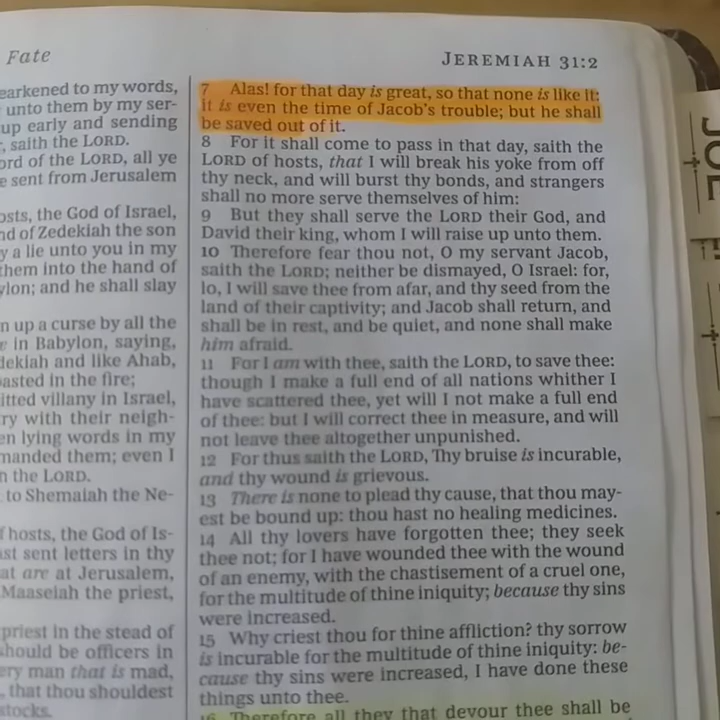 Fate
JEREMIAH 31:2
earkened to my words,
unto them by my ser-
up early and sending
, saith the LORD.
ord of the LORD, all ye
e sent from Jerusalem
osts, the God of Israel,
nd of Zedekiah the son
y a lie unto you in my
them into the hand of
ylon; and he shall slay
n up a curse by all the
e in Babylon, saying,
dekiah and like Ahab,
oasted in the fire;
itted villany in Israel,
ry with their neigh-
en lying words in my
manded them; even I
n the LORD.
to Shemaiah the Ne-
f hosts, the God of Is-
ast sent letters in thy
at are at Jerusalem,
Maaseiah the priest,
priest in the stead of
should be officers in
ery man that is mad,
, that thou shouldest
stocks.
7 Alas! for that day is great, so that none is like it:
it is even the time of Jacob's trouble; but he shall
be saved out of it.
8 For it shall come to pass in that day, saith the
LORD of hosts, that I will break his yoke from off
thy neck, and will burst thy bonds, and strangers
shall no more serve themselves of him:
9 But they shall serve the LORD their God, and
David their king, whom I will raise up unto them.
10 Therefore fear thou not, O my servant Jacob,
saith the LORD; neither be dismayed, O Israel: for,
lo, I will save thee from afar, and thy seed from the
land of their captivity; and Jacob shall return, and
shall be in rest, and be quiet, and none shall make
him afraid.
11 For I am with thee, saith the LORD, to save thee:
though I make a full end of all nations whither I
have scattered thee, yet will I not make a full end
of thee: but I will correct thee in measure, and will
not leave thee altogether unpunished.
12 For thus saith the LORD, Thy bruise is incurable,
and thy wound is grievous.
13 There is none to plead thy cause, that thou may-
est be bound up: thou hast no healing medicines.
14 All thy lovers have forgotten thee; they seek
thee not; for I have wounded thee with the wound
of an enemy, with the chastisement of a cruel one,
for the multitude of thine iniquity; because thy sins
were increased.
15 Why criest thou for thine affliction? thy sorrow
is incurable for the multitude of thine iniquity: be-
cause thy sins were increased, I have done these
things unto thee.
16 Therefore all they that devour thee shall be
JOE